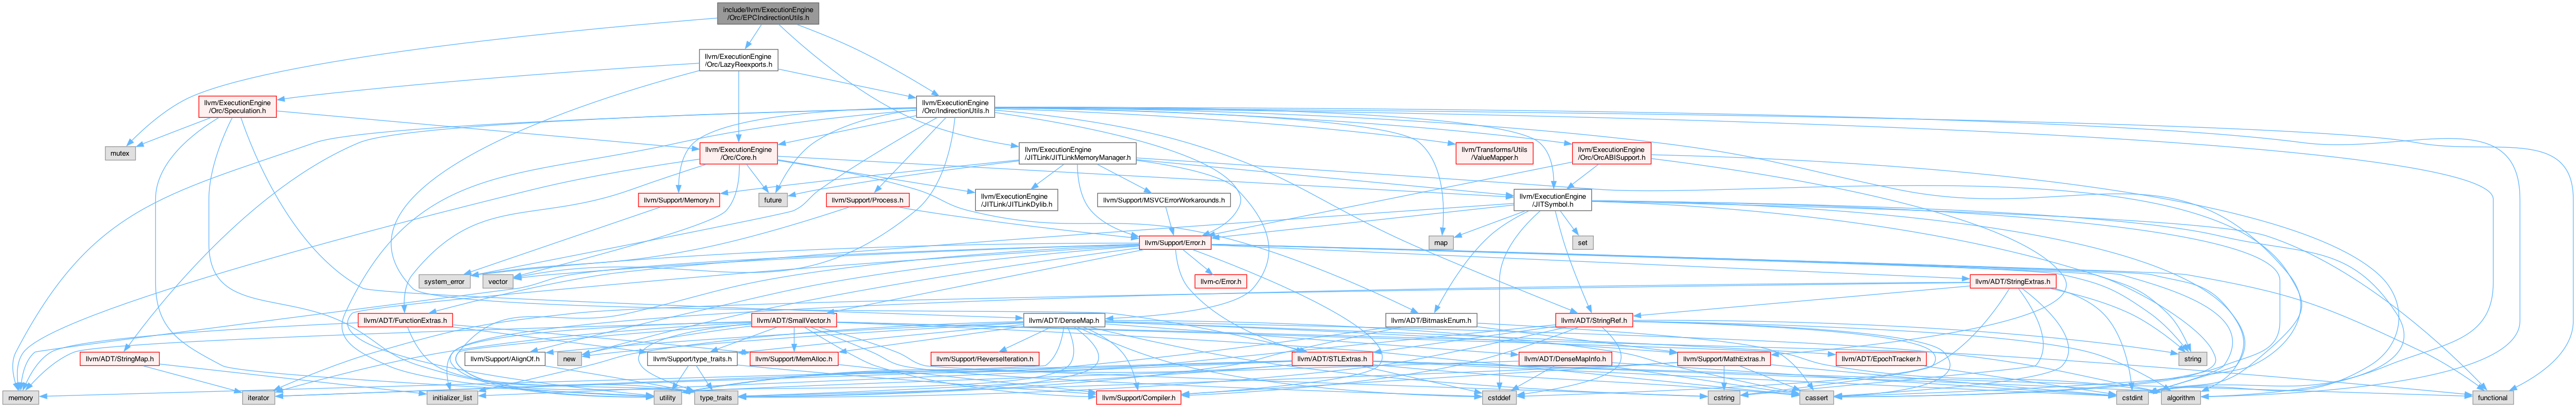 include/llvm/ExecutionEngine
/Orc/EPCIndirectionUtils.h
llvm/ExecutionEngine
/Orc/LazyReexports.h
llvm/ExecutionEngine
/Orc/Speculation.h
llvm/ExecutionEngine
/Orc/IndirectionUtils.h
mutex
llvm/ExecutionEngine
/Orc/Core.h
llvm/ExecutionEngine
/JITLink/JITLinkMemoryManager.h
llvm/Transforms/Utils
/ValueMapper.h
llvm/ExecutionEngine
/Orc/OrcABISupport.h
llvm/Support/Memory.h
future
llvm/Support/Process.h
llvm/ExecutionEngine
/JITLink/JITLinkDylib.h
llvm/Support/MSVCErrorWorkarounds.h
llvm/ExecutionEngine
/JITSymbol.h
llvm/Support/Error.h
map
set
system_error
vector
llvm-c/Error.h
llvm/ADT/StringExtras.h
llvm/ADT/FunctionExtras.h
llvm/ADT/SmallVector.h
llvm/ADT/DenseMap.h
llvm/ADT/BitmaskEnum.h
llvm/ADT/StringRef.h
llvm/ADT/StringMap.h
llvm/Support/AlignOf.h
new
llvm/Support/type_traits.h
llvm/Support/MemAlloc.h
llvm/Support/ReverseIteration.h
llvm/ADT/STLExtras.h
llvm/ADT/DenseMapInfo.h
llvm/Support/MathExtras.h
llvm/ADT/EpochTracker.h
string
memory
iterator
initializer_list
utility
type_traits
llvm/Support/Compiler.h
cstddef
cstring
cassert
cstdint
algorithm
functional